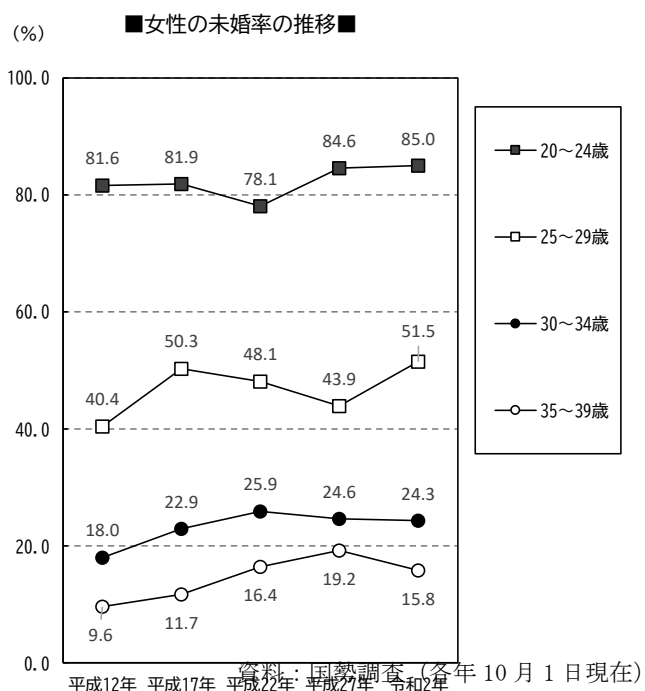 ■女性の未婚率の推移■
(%)
100.0
80.0
60.0
40.0
20.0
0.0
81.6 81.9 78.1 84.6 85.0
40.4 50.3 48.1 43.9 51.5
18.0 22.9 25.9 24.6 24.3
9.6 11.7 16.4 19.2 15.8
平成12年 平成17年 平成22年 平成27年 令和2年
20～24歳
25～29歳
30～34歳
35～39歳
資料：国勢調査（各年 10 月 1 日現在）